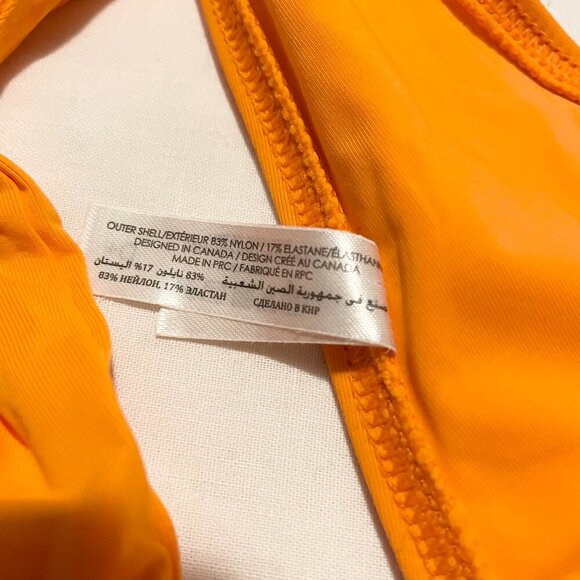 OUTER SHELL/EXTÉRIEUR 83% NYLON / 17% ELASTANE/ÉLASTHANNE
DESIGNED IN CANADA / DESIGN CRÉÉ AU CANADA
MADE IN PRC / FABRIQUÉ EN RPC
83% نايلون 17% اليستان
صنع في جمهورية الصين الشعبية
83% НЕЙЛОН, 17% ЭЛАСТАН
СДЕЛАНО В КНР